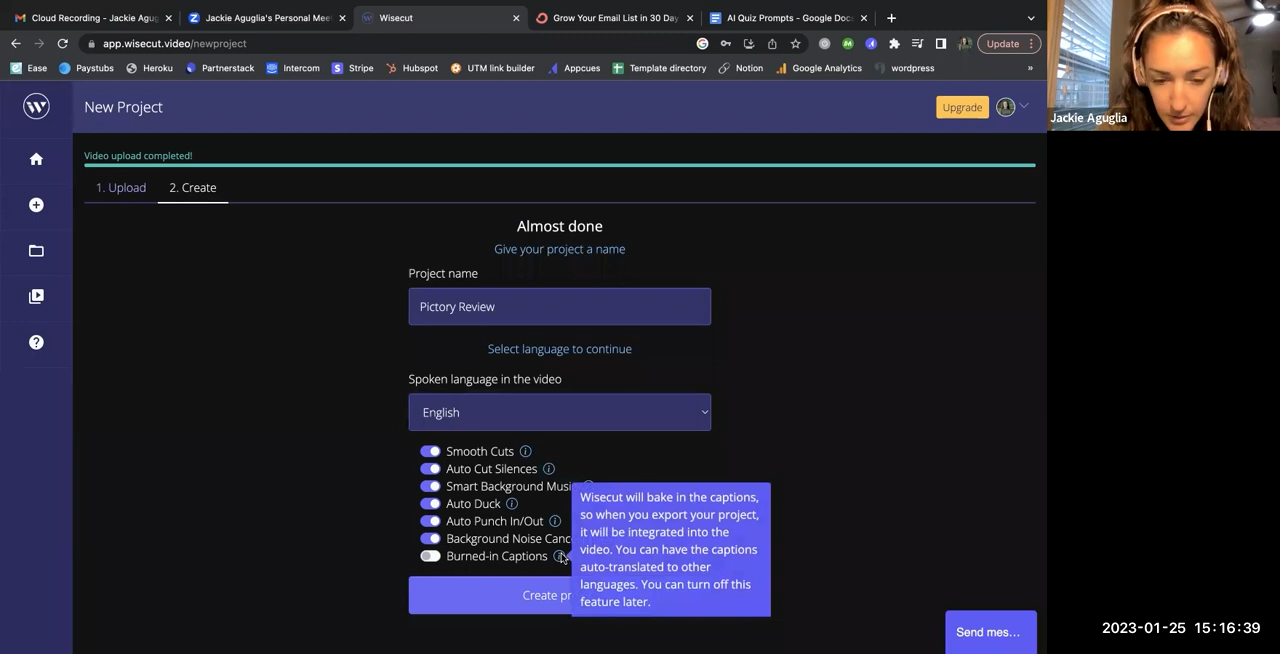 Cloud Recording - Jackie Agug
Jackie Aguglia's Personal Mee
Wisecut
Grow Your Email List in 30 Day
AI Quiz Prompts - Google Doc
app.wisecut.video/newproject
Update
Ease
Paystubs
Heroku
Partnerstack
Intercom
Stripe
Hubspot
UTM link builder
Appcues
Template directory
Notion
Google Analytics
wordpress
»
Jackie Aguglia
New Project
Upgrade
Video upload completed!
1. Upload
2. Create
Almost done
Give your project a name
Project name
Pictory Review
Select language to continue
Spoken language in the video
English
Smooth Cuts
Auto Cut Silences
Smart Background Musi
Auto Duck
Auto Punch In/Out
Background Noise Canc
Burned-in Captions
Wisecut will bake in the captions,
so when you export your project,
it will be integrated into the
video. You can have the captions
auto-translated to other
languages. You can turn off this
feature later.
Create pr
Send mes...
2023-01-25 15:16:39